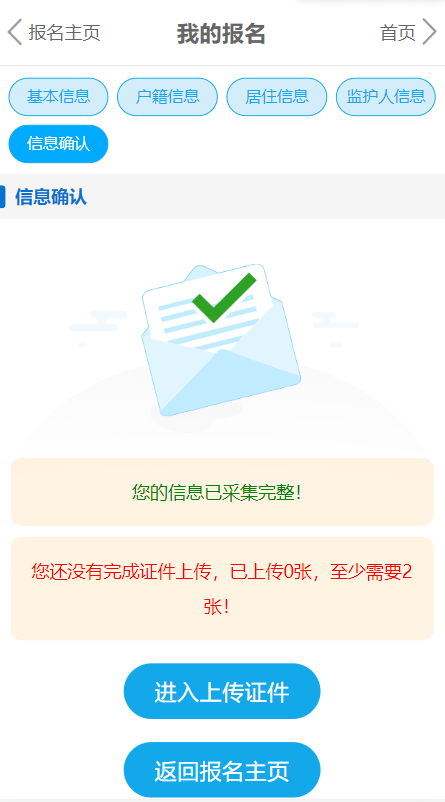 报名主页 我的报名 首页
基本信息 户籍信息 居住信息 监护人信息
信息确认
信息确认
您的信息已采集完整！
您还没有完成证件上传，已上传0张，至少需要2
张！
进入上传证件
返回报名主页